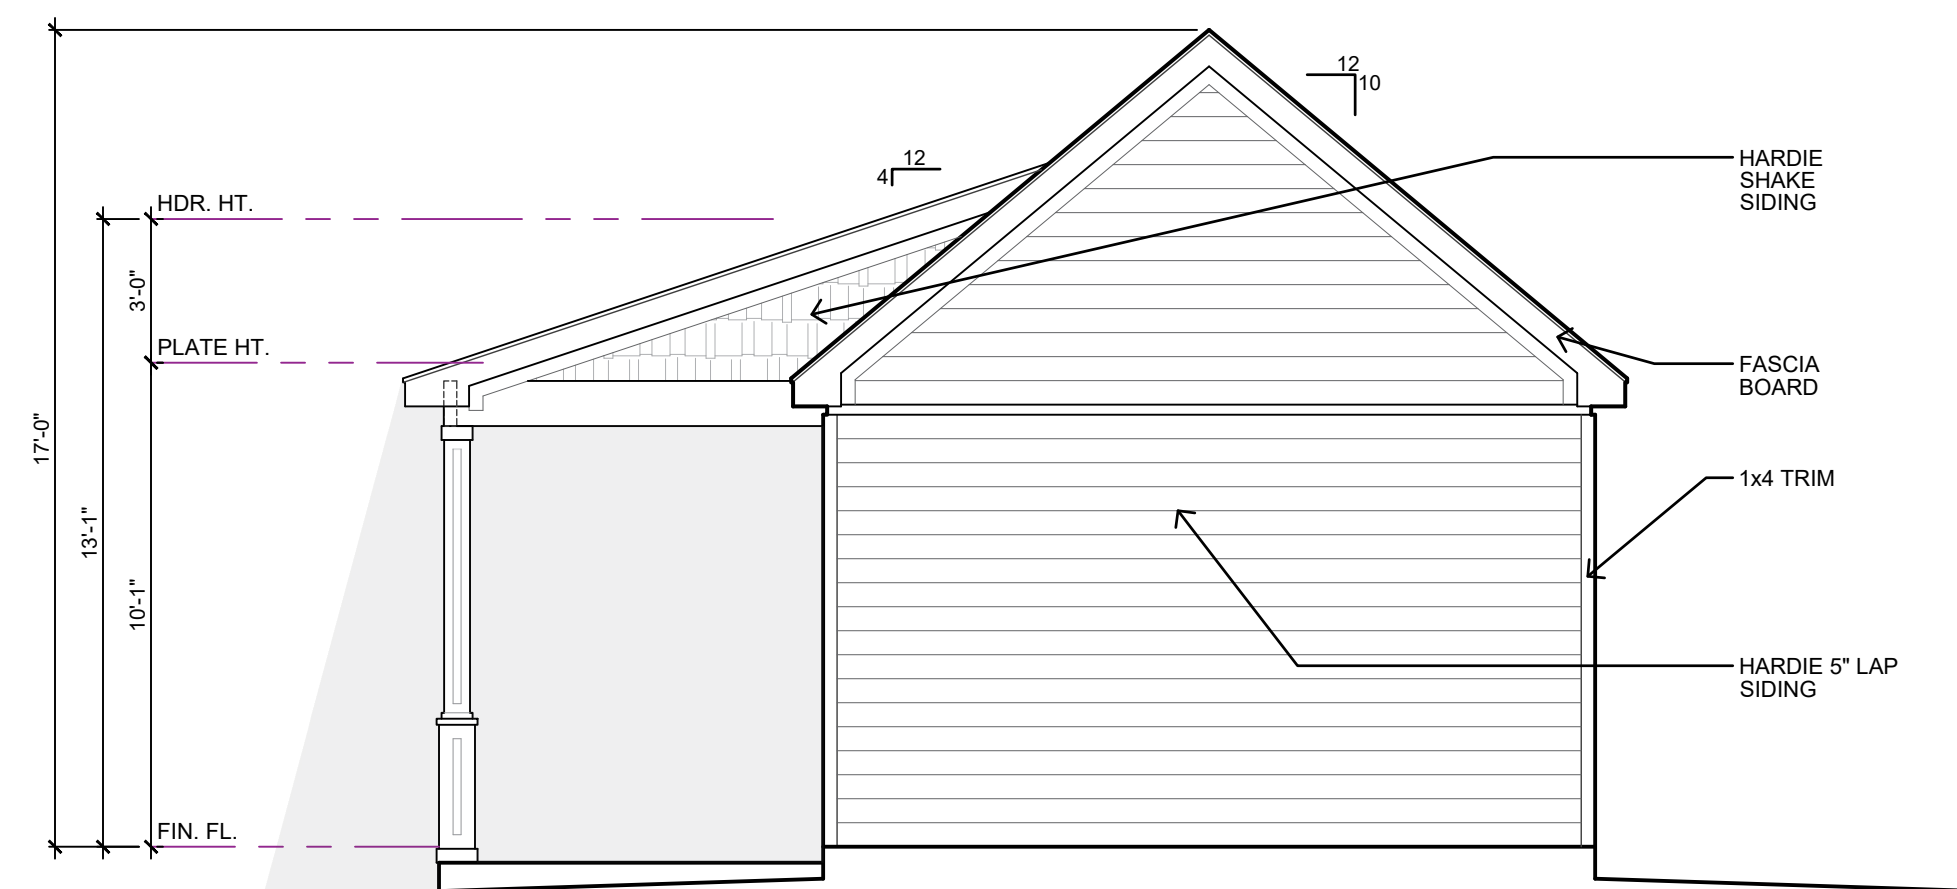 12
10
12
4
HARDIE
SHAKE
SIDING
HDR. HT.
3'-0"
PLATE HT.
FASCIA
BOARD
17'-0"
1x4 TRIM
13'-1"
10'-1"
HARDIE 5" LAP
SIDING
FIN. FL.